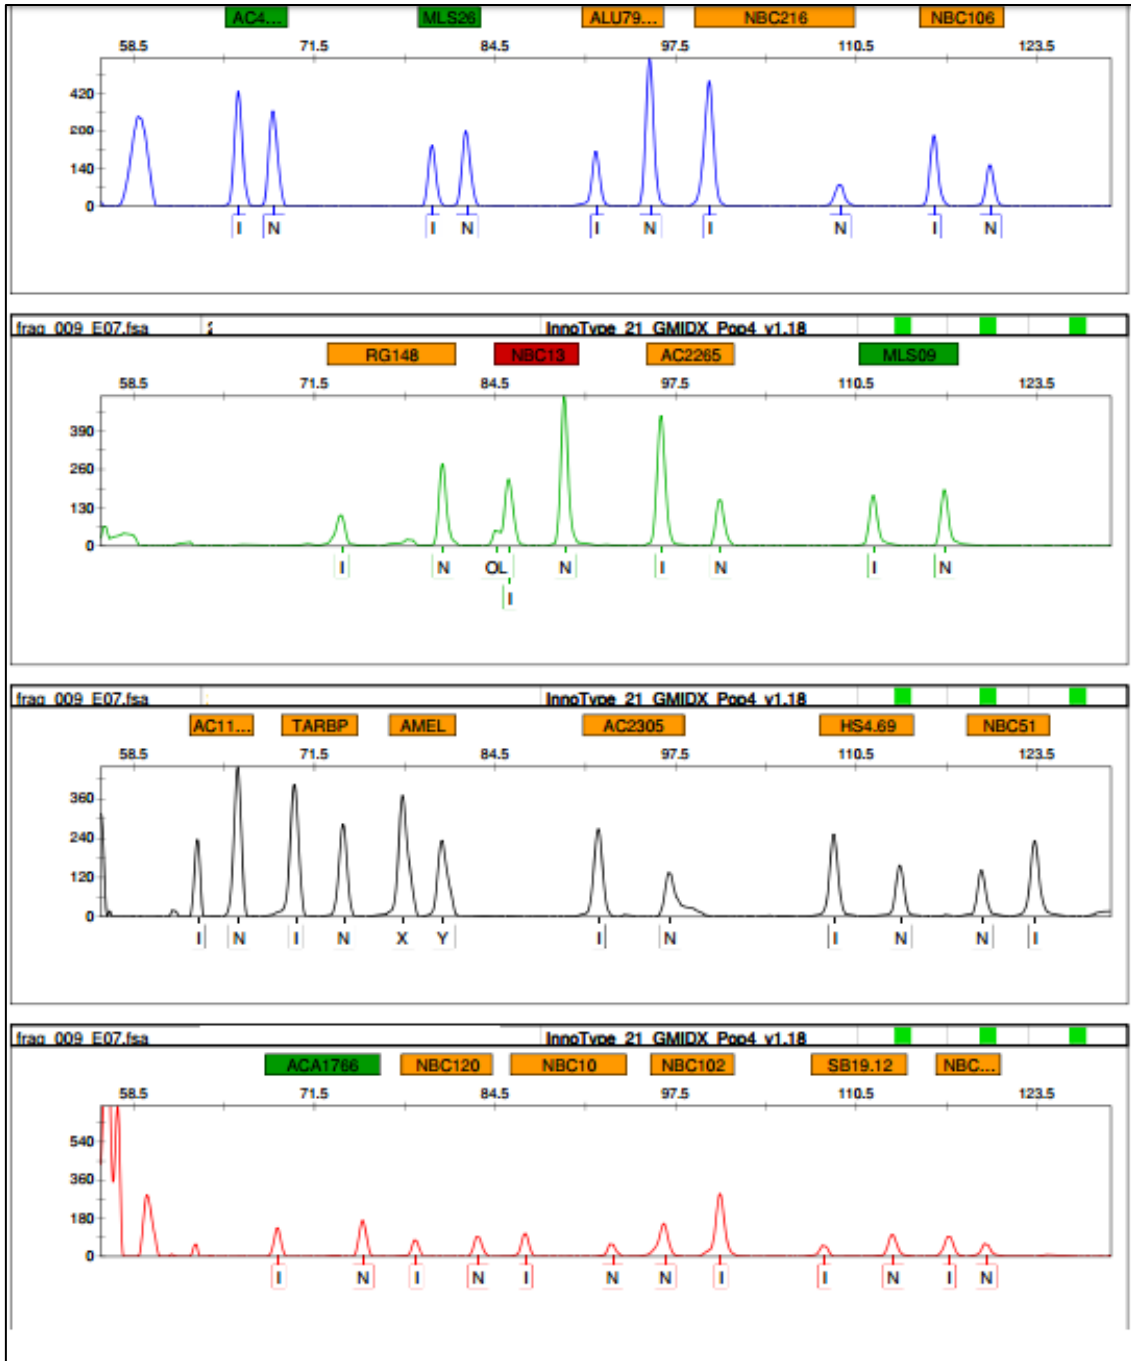 AC4... MLS26 ALU79... NBC216 NBC106
58.5 71.5 84.5 97.5 110.5 123.5
420
280
140
0
I N I N I N I N I N
frag_009_E07.fsa InnoType_21_GMIDX_Pop4_v1.18
RG148 NBC13 AC2265 MLS09
58.5 71.5 84.5 97.5 110.5 123.5
390
260
130
0
I N OL N I N I N
I
frag_009_E07.fsa InnoType_21_GMIDX_Pop4_v1.18
AC11... TARBP AMEL AC2305 HS4.69 NBC51
58.5 71.5 84.5 97.5 110.5 123.5
360
240
120
0
I N I N X Y I N I N N I
frag_009_E07.fsa InnoType_21_GMIDX_Pop4_v1.18
ACA1766 NBC120 NBC10 NBC102 SB19.12 NBC...
58.5 71.5 84.5 97.5 110.5 123.5
540
360
180
0
I N I N I N N I I N I N